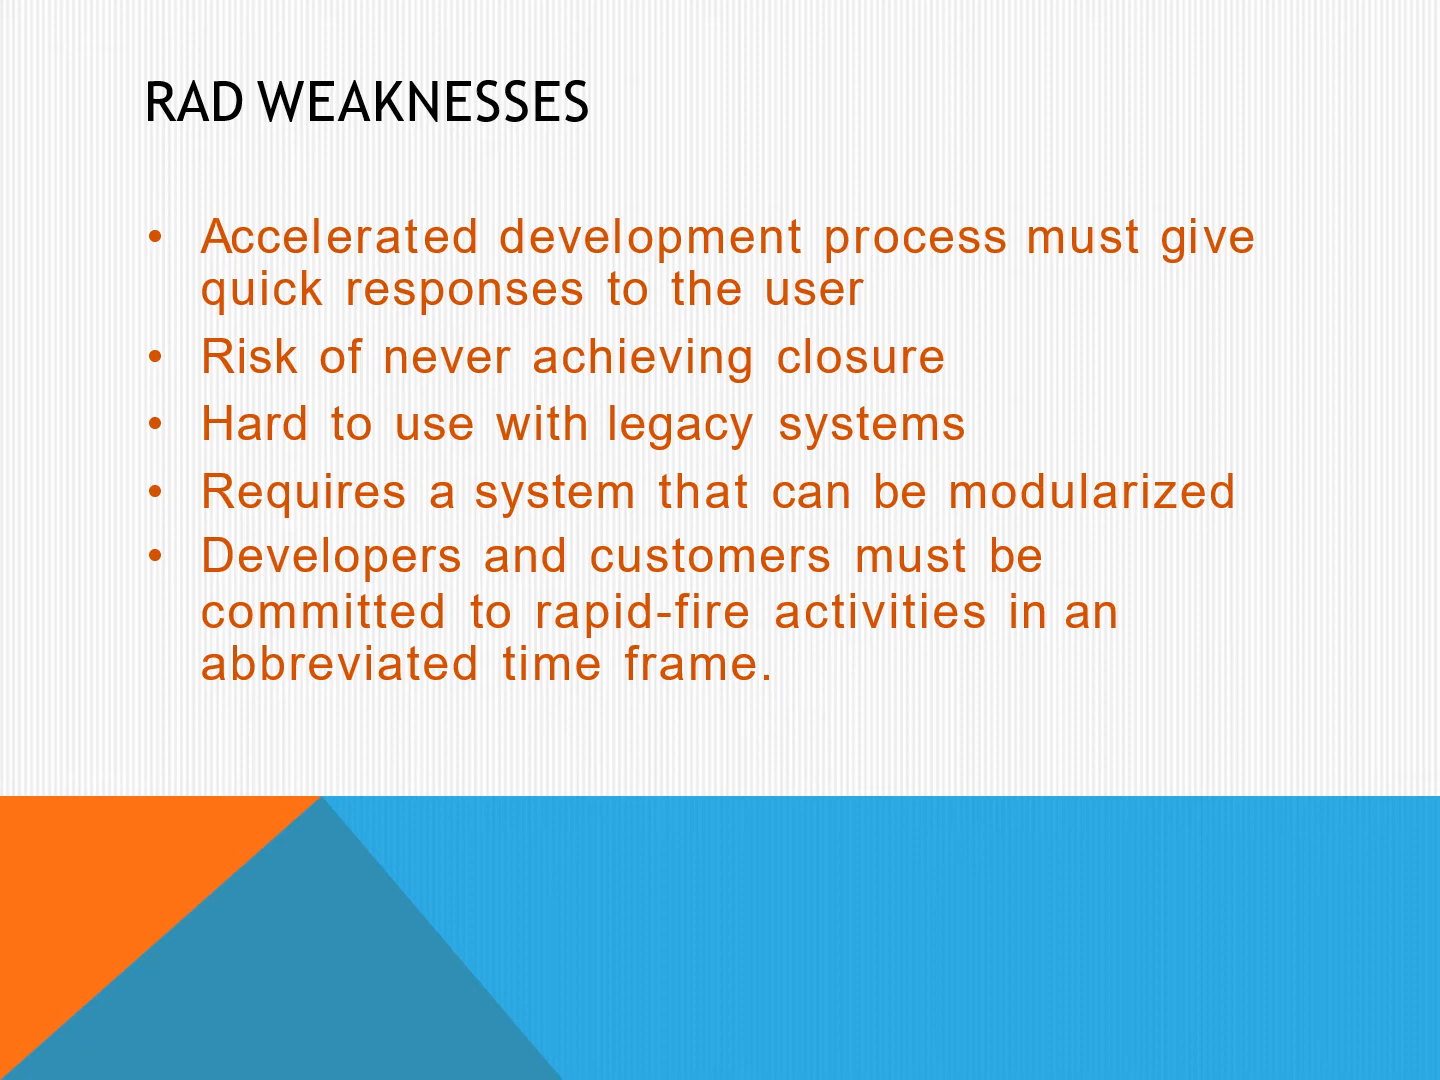 RAD WEAKNESSES
• Accelerated development process must give
quick responses to the user
• Risk of never achieving closure
• Hard to use with legacy systems
• Requires a system that can be modularized
• Developers and customers must be
committed to rapid-fire activities in an
abbreviated time frame.